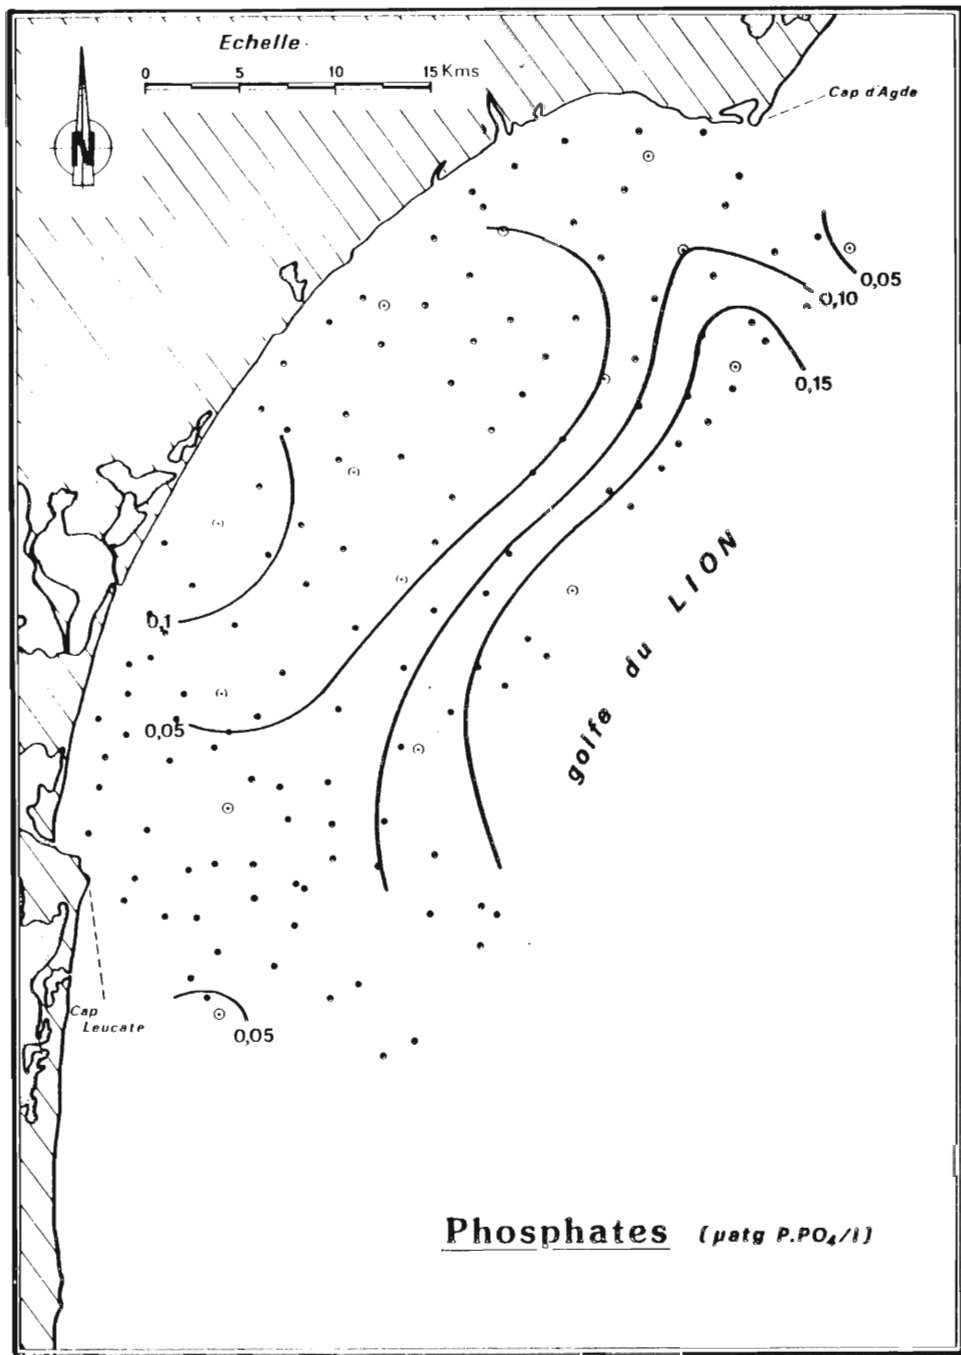 Echelle
0 5 10 15 Kms
N
Cap d'Agde
0,05
0,10
0,15
0,1
golfe du LION
0,05
Cap
Leucate
0,05
Phosphates (µatg P.PO₄/l)